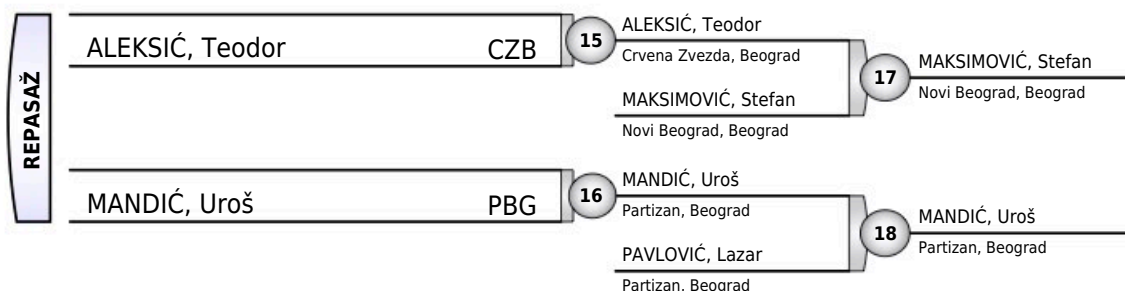 REPASAŽ
ALEKSIĆ, Teodor CZB
15
ALEKSIĆ, Teodor
Crvena Zvezda, Beograd
MAKSIMOVIĆ, Stefan
Novi Beograd, Beograd
17
MAKSIMOVIĆ, Stefan
Novi Beograd, Beograd
MANDIĆ, Uroš PBG
16
MANDIĆ, Uroš
Partizan, Beograd
PAVLOVIĆ, Lazar
Partizan, Beograd
18
MANDIĆ, Uroš
Partizan, Beograd